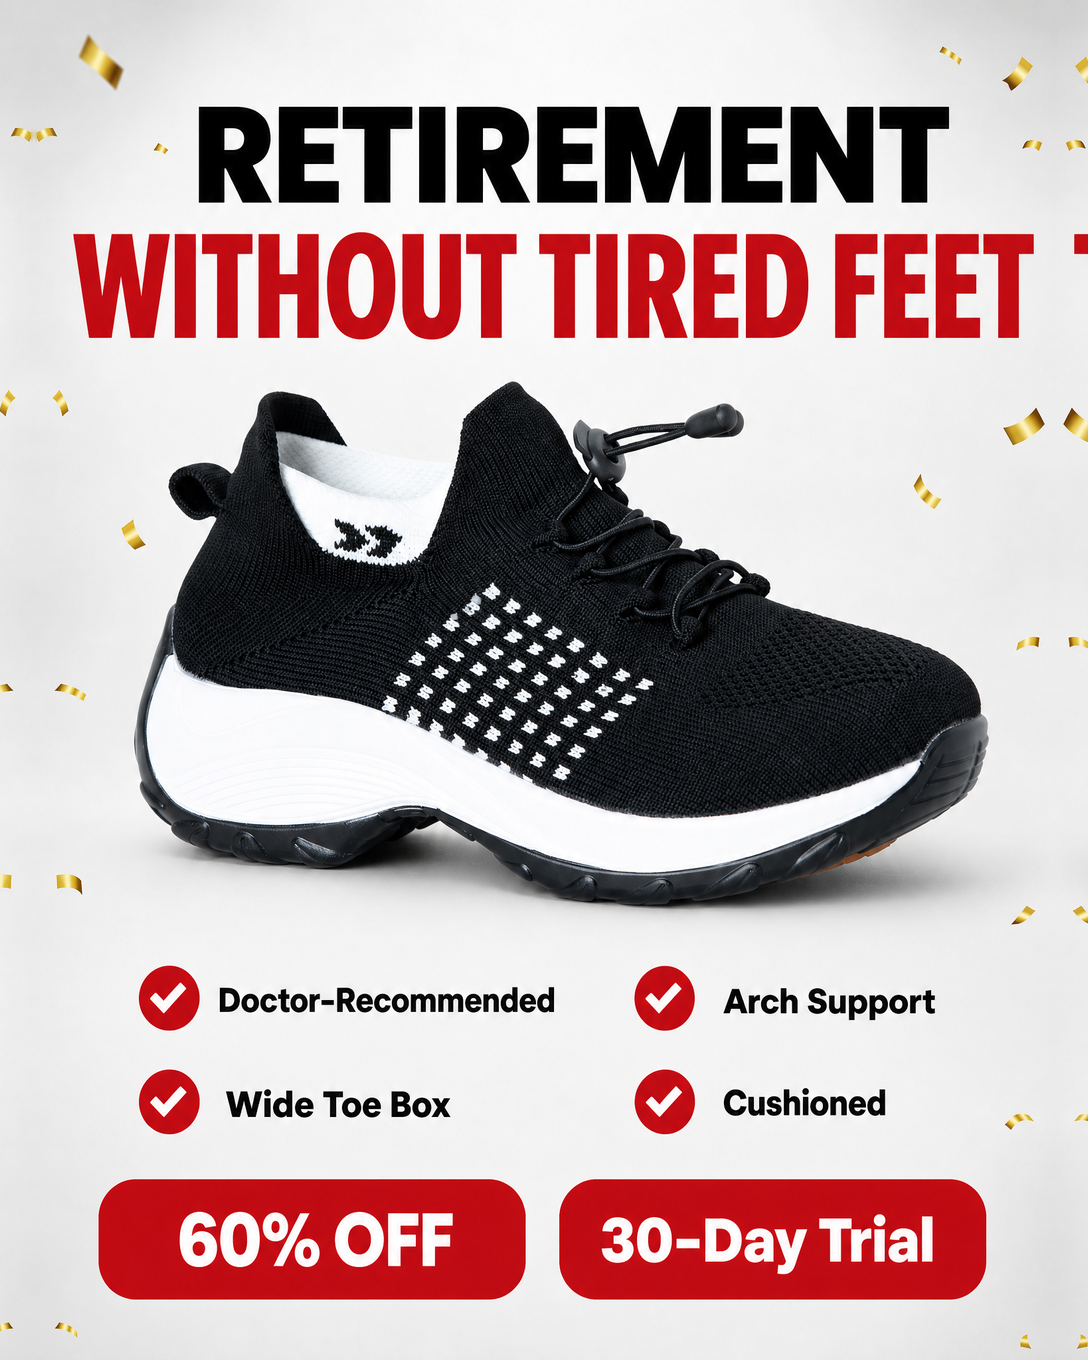 RETIREMENT
WITHOUT TIRED FEET
Doctor-Recommended
Arch Support
Wide Toe Box
Cushioned
60% OFF
30-Day Trial